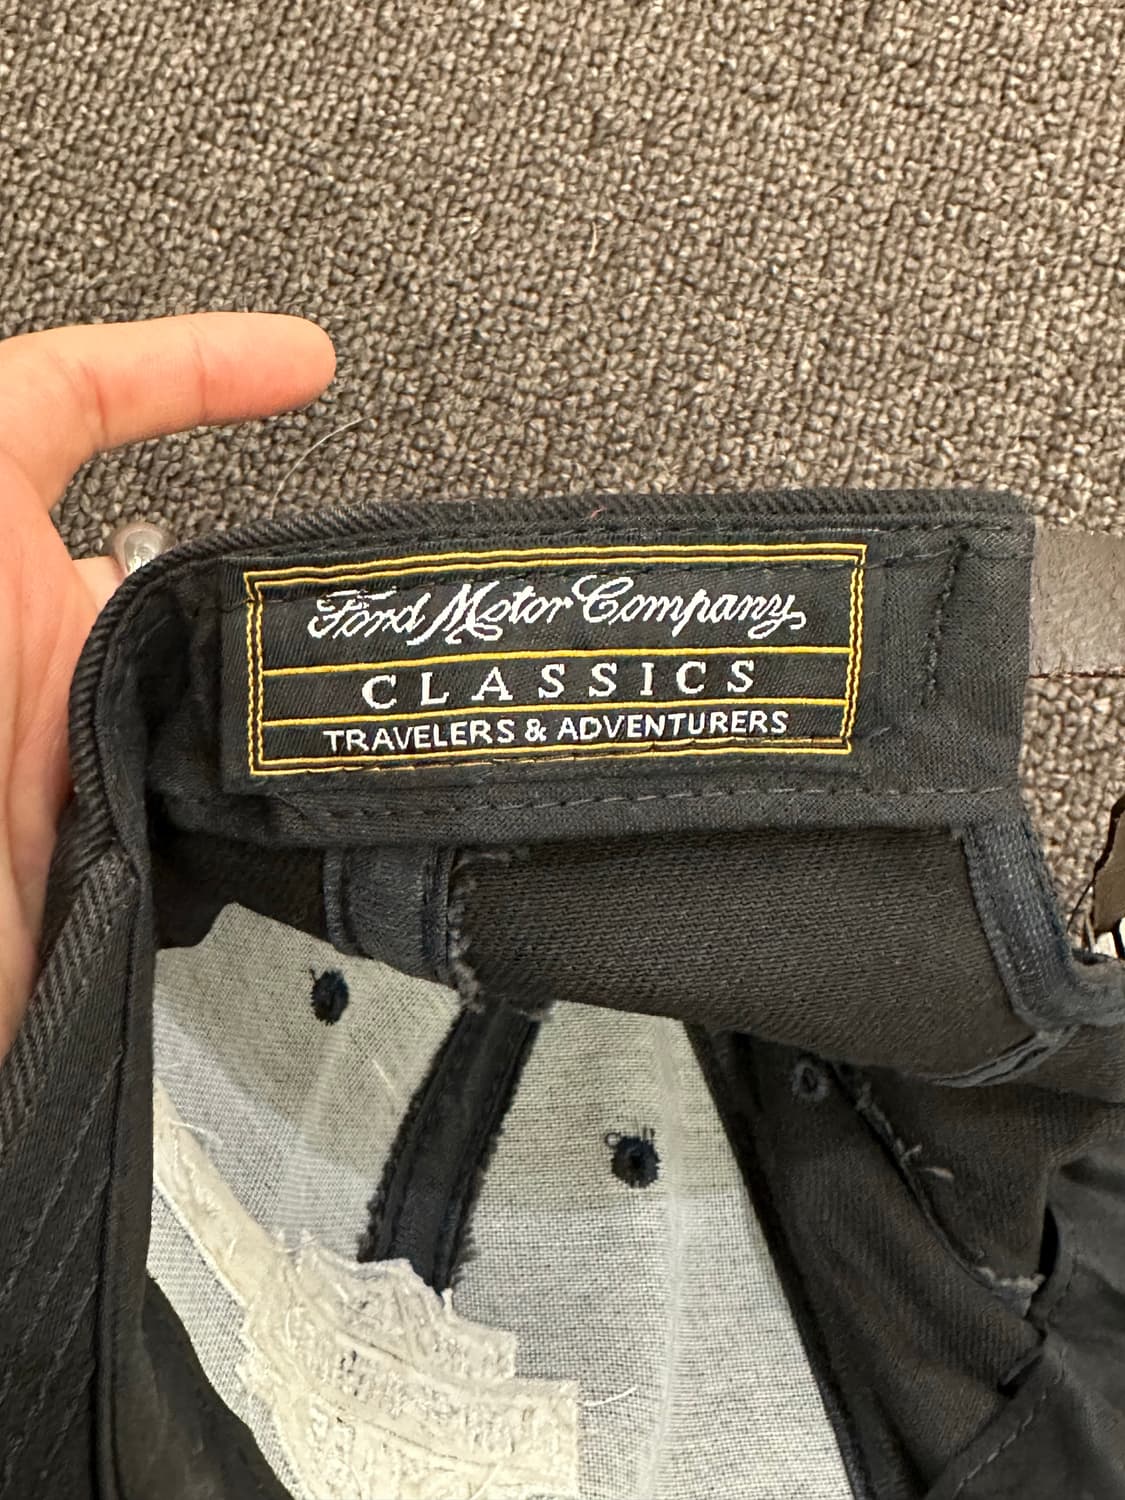 Ford Motor Company
CLASSICS
TRAVELERS & ADVENTURERS